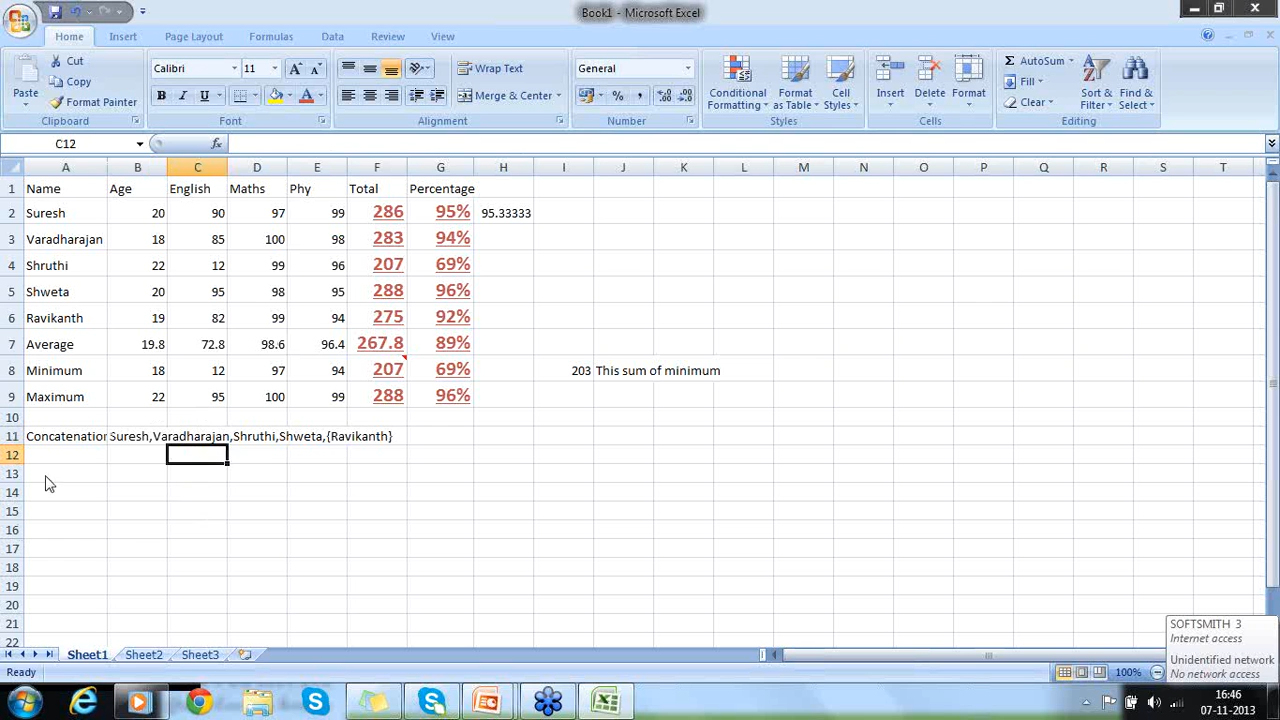 Book1 - Microsoft Excel
Home Insert Page Layout Formulas Data Review View
Paste Cut Copy Format Painter Clipboard
Calibri 11 A A B I U A Font
Wrap Text Merge & Center Alignment
General % , Number
Conditional Formatting Format as Table Cell Styles Styles
Insert Delete Format Cells
AutoSum Fill Clear Sort & Filter Find & Select Editing
C12 fx
A B C D E F G H I J K L M N O P Q R S T
1 Name Age English Maths Phy Total Percentage
2 Suresh 20 90 97 99 286 95% 95.33333
3 Varadharajan 18 85 100 98 283 94%
4 Shruthi 22 12 99 96 207 69%
5 Shweta 20 95 98 95 288 96%
6 Ravikanth 19 82 99 94 275 92%
7 Average 19.8 72.8 98.6 96.4 267.8 89%
8 Minimum 18 12 97 94 207 69% 203 This sum of minimum
9 Maximum 22 95 100 99 288 96%
10
11 Concatenation Suresh,Varadharajan,Shruthi,Shweta,{Ravikanth}
12
13
14
15
16
17
18
19
20
21
22
Sheet1 Sheet2 Sheet3
Ready 100%
SOFTSMITH 3
Internet access
Unidentified network
No network access
16:46
07-11-2013